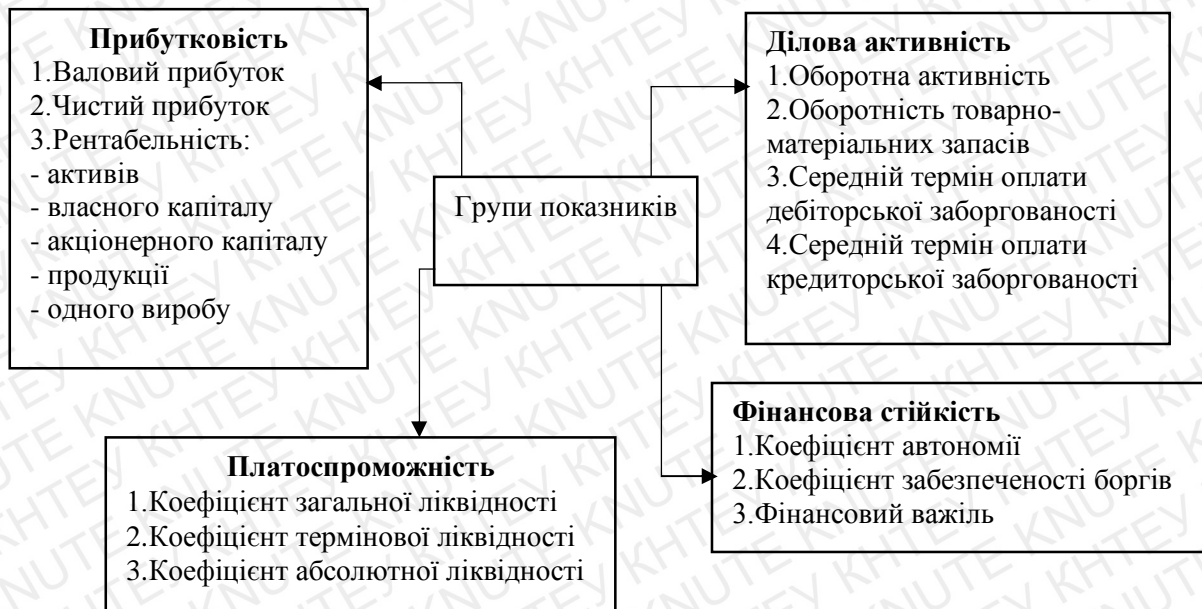 Прибутковість
1.Валовий прибуток
2.Чистий прибуток
3.Рентабельність:
- активів
- власного капіталу
- акціонерного капіталу
- продукції
- одного виробу
Ділова активність
1.Оборотна активність
2.Оборотність товарно-
матеріальних запасів
3.Середній термін оплати
дебіторської заборгованості
4.Середній термін оплати
кредиторської заборгованості
Групи показників
Платоспроможність
1.Коефіцієнт загальної ліквідності
2.Коефіцієнт термінової ліквідності
3.Коефіцієнт абсолютної ліквідності
Фінансова стійкість
1.Коефіцієнт автономії
2.Коефіцієнт забезпеченості боргів
3.Фінансовий важіль
KNUTE КНТЕУ